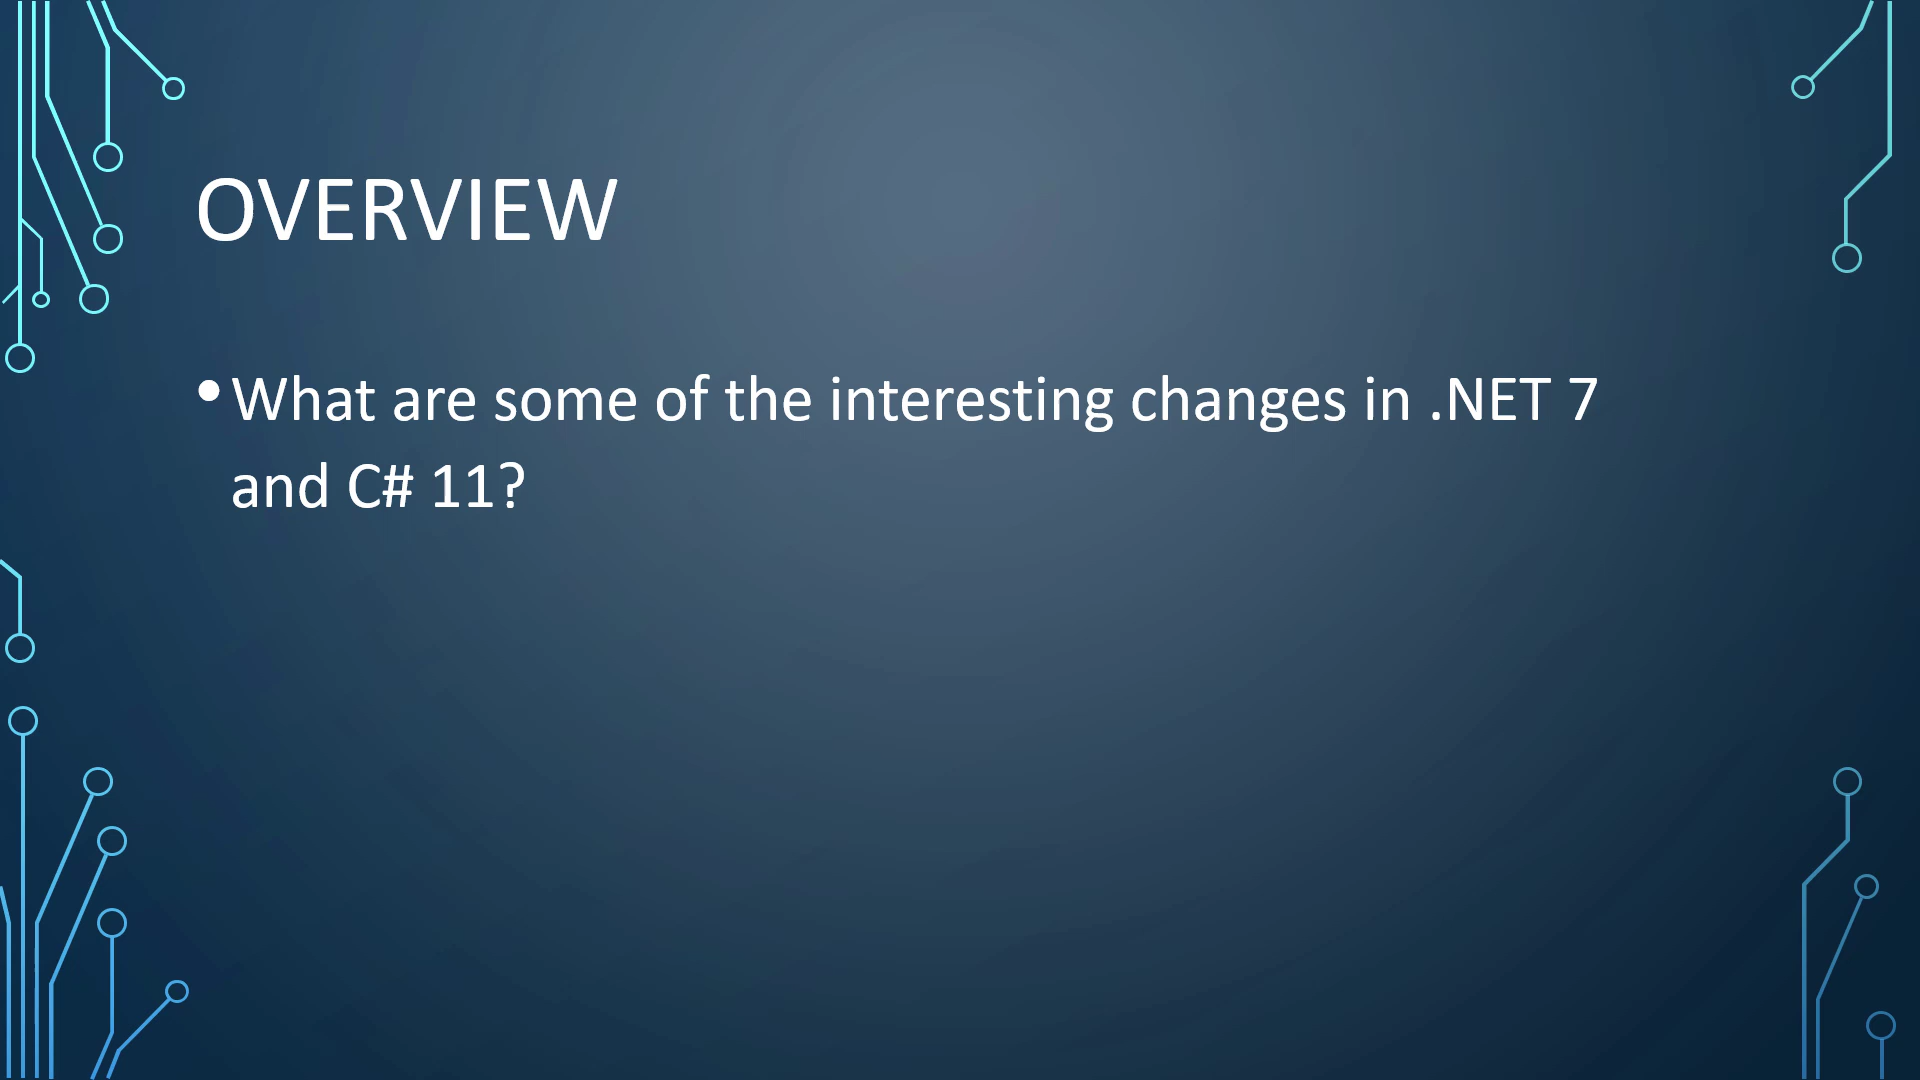 OVERVIEW
• What are some of the interesting changes in .NET 7
and C# 11?